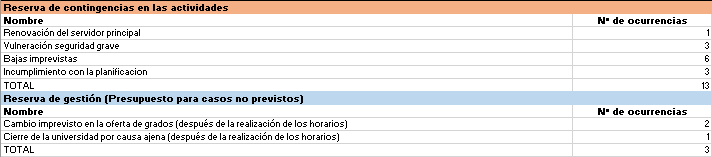 Reserva de contingencias en las actividades
Nombre Nº de ocurrencias
Renovación del servidor principal 1
Vulneración seguridad grave 3
Bajas imprevistas 6
Incumplimiento con la planificacion 3
TOTAL 13
Reserva de gestión (Presupuesto para casos no previstos)
Nombre Nº de ocurrencias
Cambio imprevisto en la oferta de grados (después de la realización de los horarios) 2
Cierre de la universidad por causa ajena (después de la realización de los horarios) 1
TOTAL 3